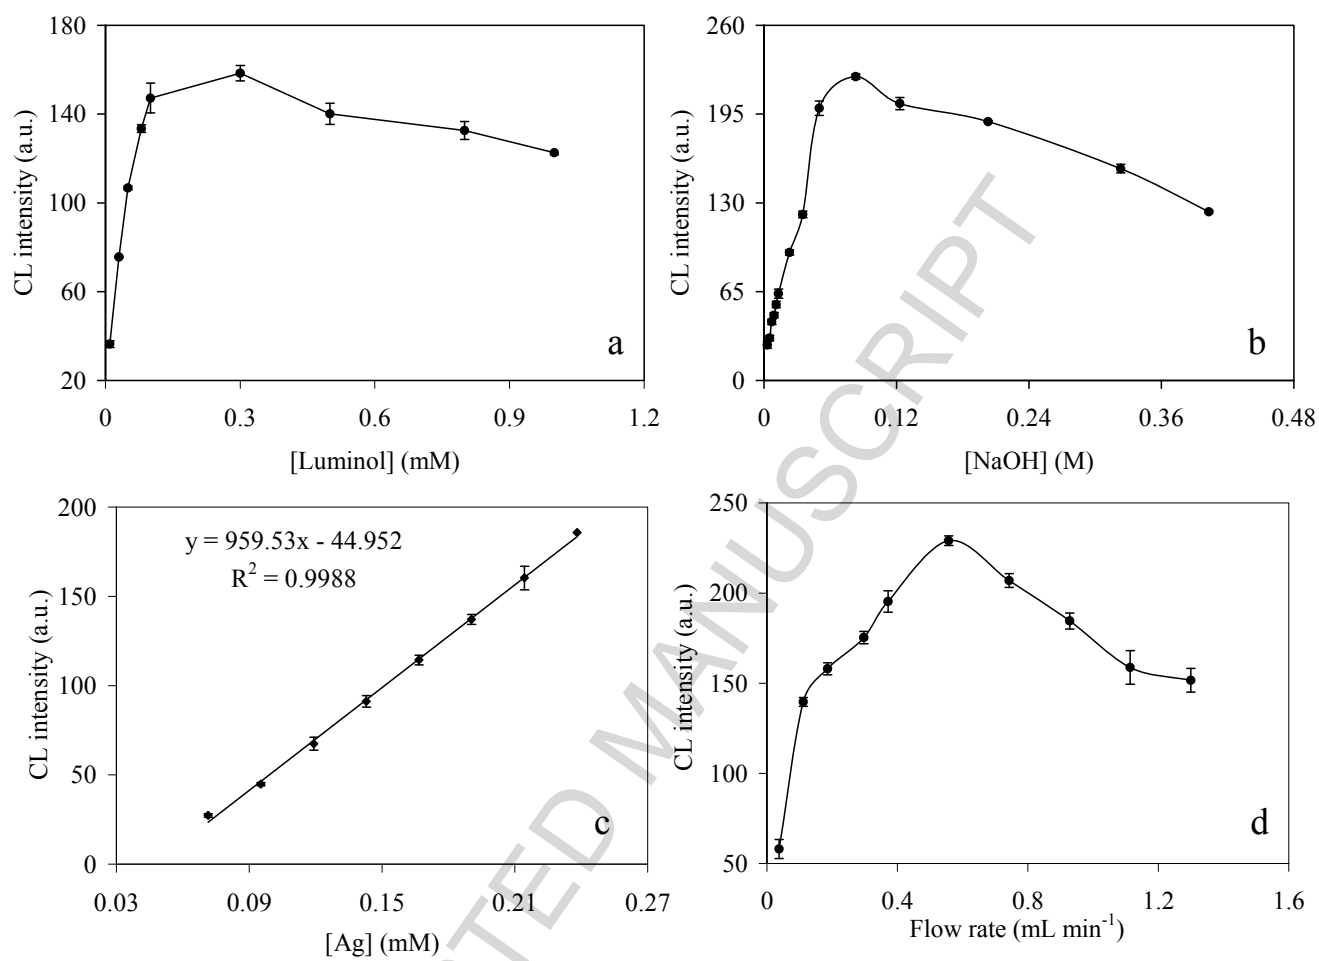 180
140
100
60
20
CL intensity (a.u.)
0 0.3 0.6 0.9 1.2
[Luminol] (mM)
a
260
195
130
65
0
CL intensity (a.u.)
0 0.12 0.24 0.36 0.48
[NaOH] (M)
b
200
150
100
50
0
CL intensity (a.u.)
y = 959.53x - 44.952
R² = 0.9988
0.03 0.09 0.15 0.21 0.27
[Ag] (mM)
c
250
200
150
100
50
CL intensity (a.u.)
0 0.4 0.8 1.2 1.6
Flow rate (mL min⁻¹)
d
TED MANUSCRIPT